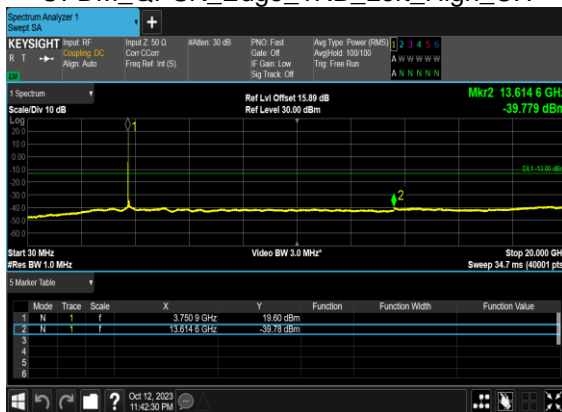 Spectrum Analyzer 1
Swept SA
KEYSIGHT
R T
LU
Input: RF
Coupling: DC
Align: Auto
Input Z: 50 Ω
Corr CCorr
Freq Ref: Int (S)
#Atten: 30 dB
PNO: Fast
Gate: Off
IF Gain: Low
Sig Track: Off
Avg Type: Power (RMS)
Avg|Hold: 100/100
Trig: Free Run
1 2 3 4 5 6
A W W W W W
A N N N N N
1 Spectrum
Scale/Div 10 dB
Ref Lvl Offset 15.89 dB
Ref Level 30.00 dBm
Mkr2 13.614 6 GHz
-39.779 dBm
Log
20.0
10.0
0.00
-10.0
-20.0
-30.0
-40.0
-50.0
-60.0
1
2
DL1 -13.00 dB
Start 30 MHz
#Res BW 1.0 MHz
Video BW 3.0 MHz*
Stop 20.000 GH
Sweep 34.7 ms (40001 pts
5 Marker Table
Mode Trace Scale X Y Function Function Width Function Value
1 N 1 f 3.750 9 GHz 19.60 dBm
2 N 1 f 13.614 6 GHz -39.78 dBm
3
4
5
6
?
Oct 12, 2023
11:42:30 PM